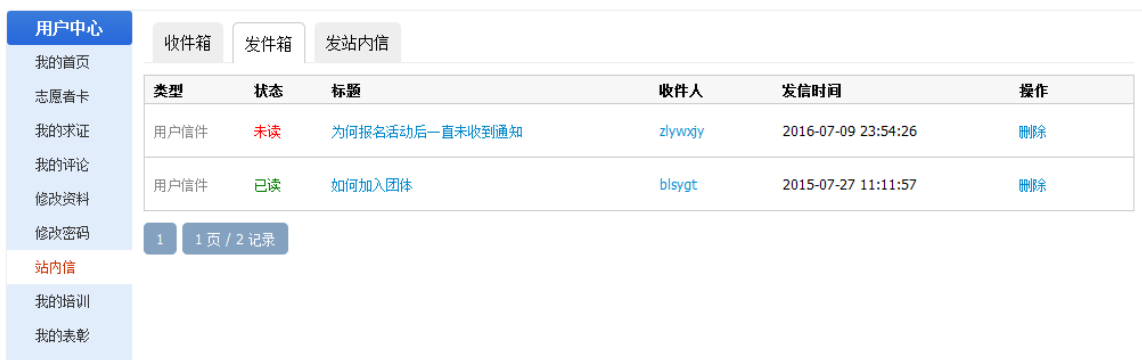 用户中心
我的首页
志愿者卡
我的求证
我的评论
修改资料
修改密码
站内信
我的培训
我的表彰
收件箱 发件箱 发站内信
类型 状态 标题 收件人 发信时间 操作
用户信件 未读 为何报名活动后一直未收到通知 zlywxjy 2016-07-09 23:54:26 删除
用户信件 已读 如何加入团体 blsygt 2015-07-27 11:11:57 删除
1 1 页 / 2 记录